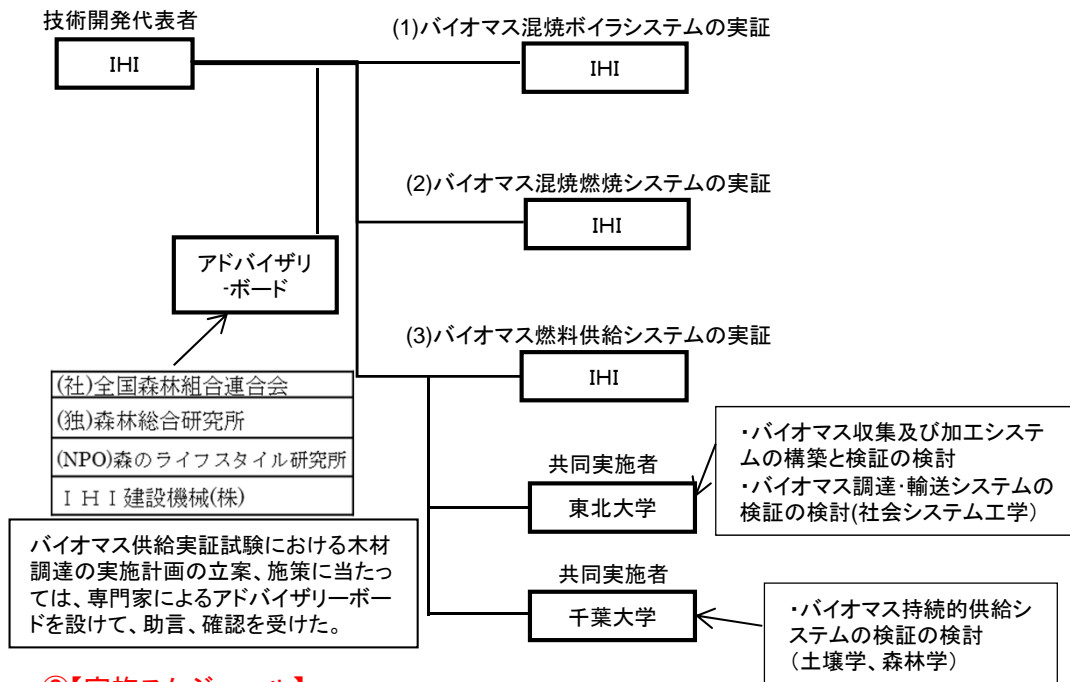 技術開発代表者
IHI
(1)バイオマス混焼ボイラシステムの実証
IHI
(2)バイオマス混焼燃焼システムの実証
IHI
アドバイザリ
-ボード
(3)バイオマス燃料供給システムの実証
IHI
(社)全国森林組合連合会
(独)森林総合研究所
(NPO)森のライフスタイル研究所
ＩＨＩ建設機械(株)
バイオマス供給実証試験における木材
調達の実施計画の立案、施策に当たっ
ては、専門家によるアドバイザリーボー
ドを設けて、助言、確認を受けた。
共同実施者
東北大学
・バイオマス収集及び加工システ
ムの構築と検証の検討
・バイオマス調達・輸送システムの
検証の検討(社会システム工学）
共同実施者
千葉大学
・バイオマス持続的供給シ
ステムの検証の検討
（土壌学、森林学）